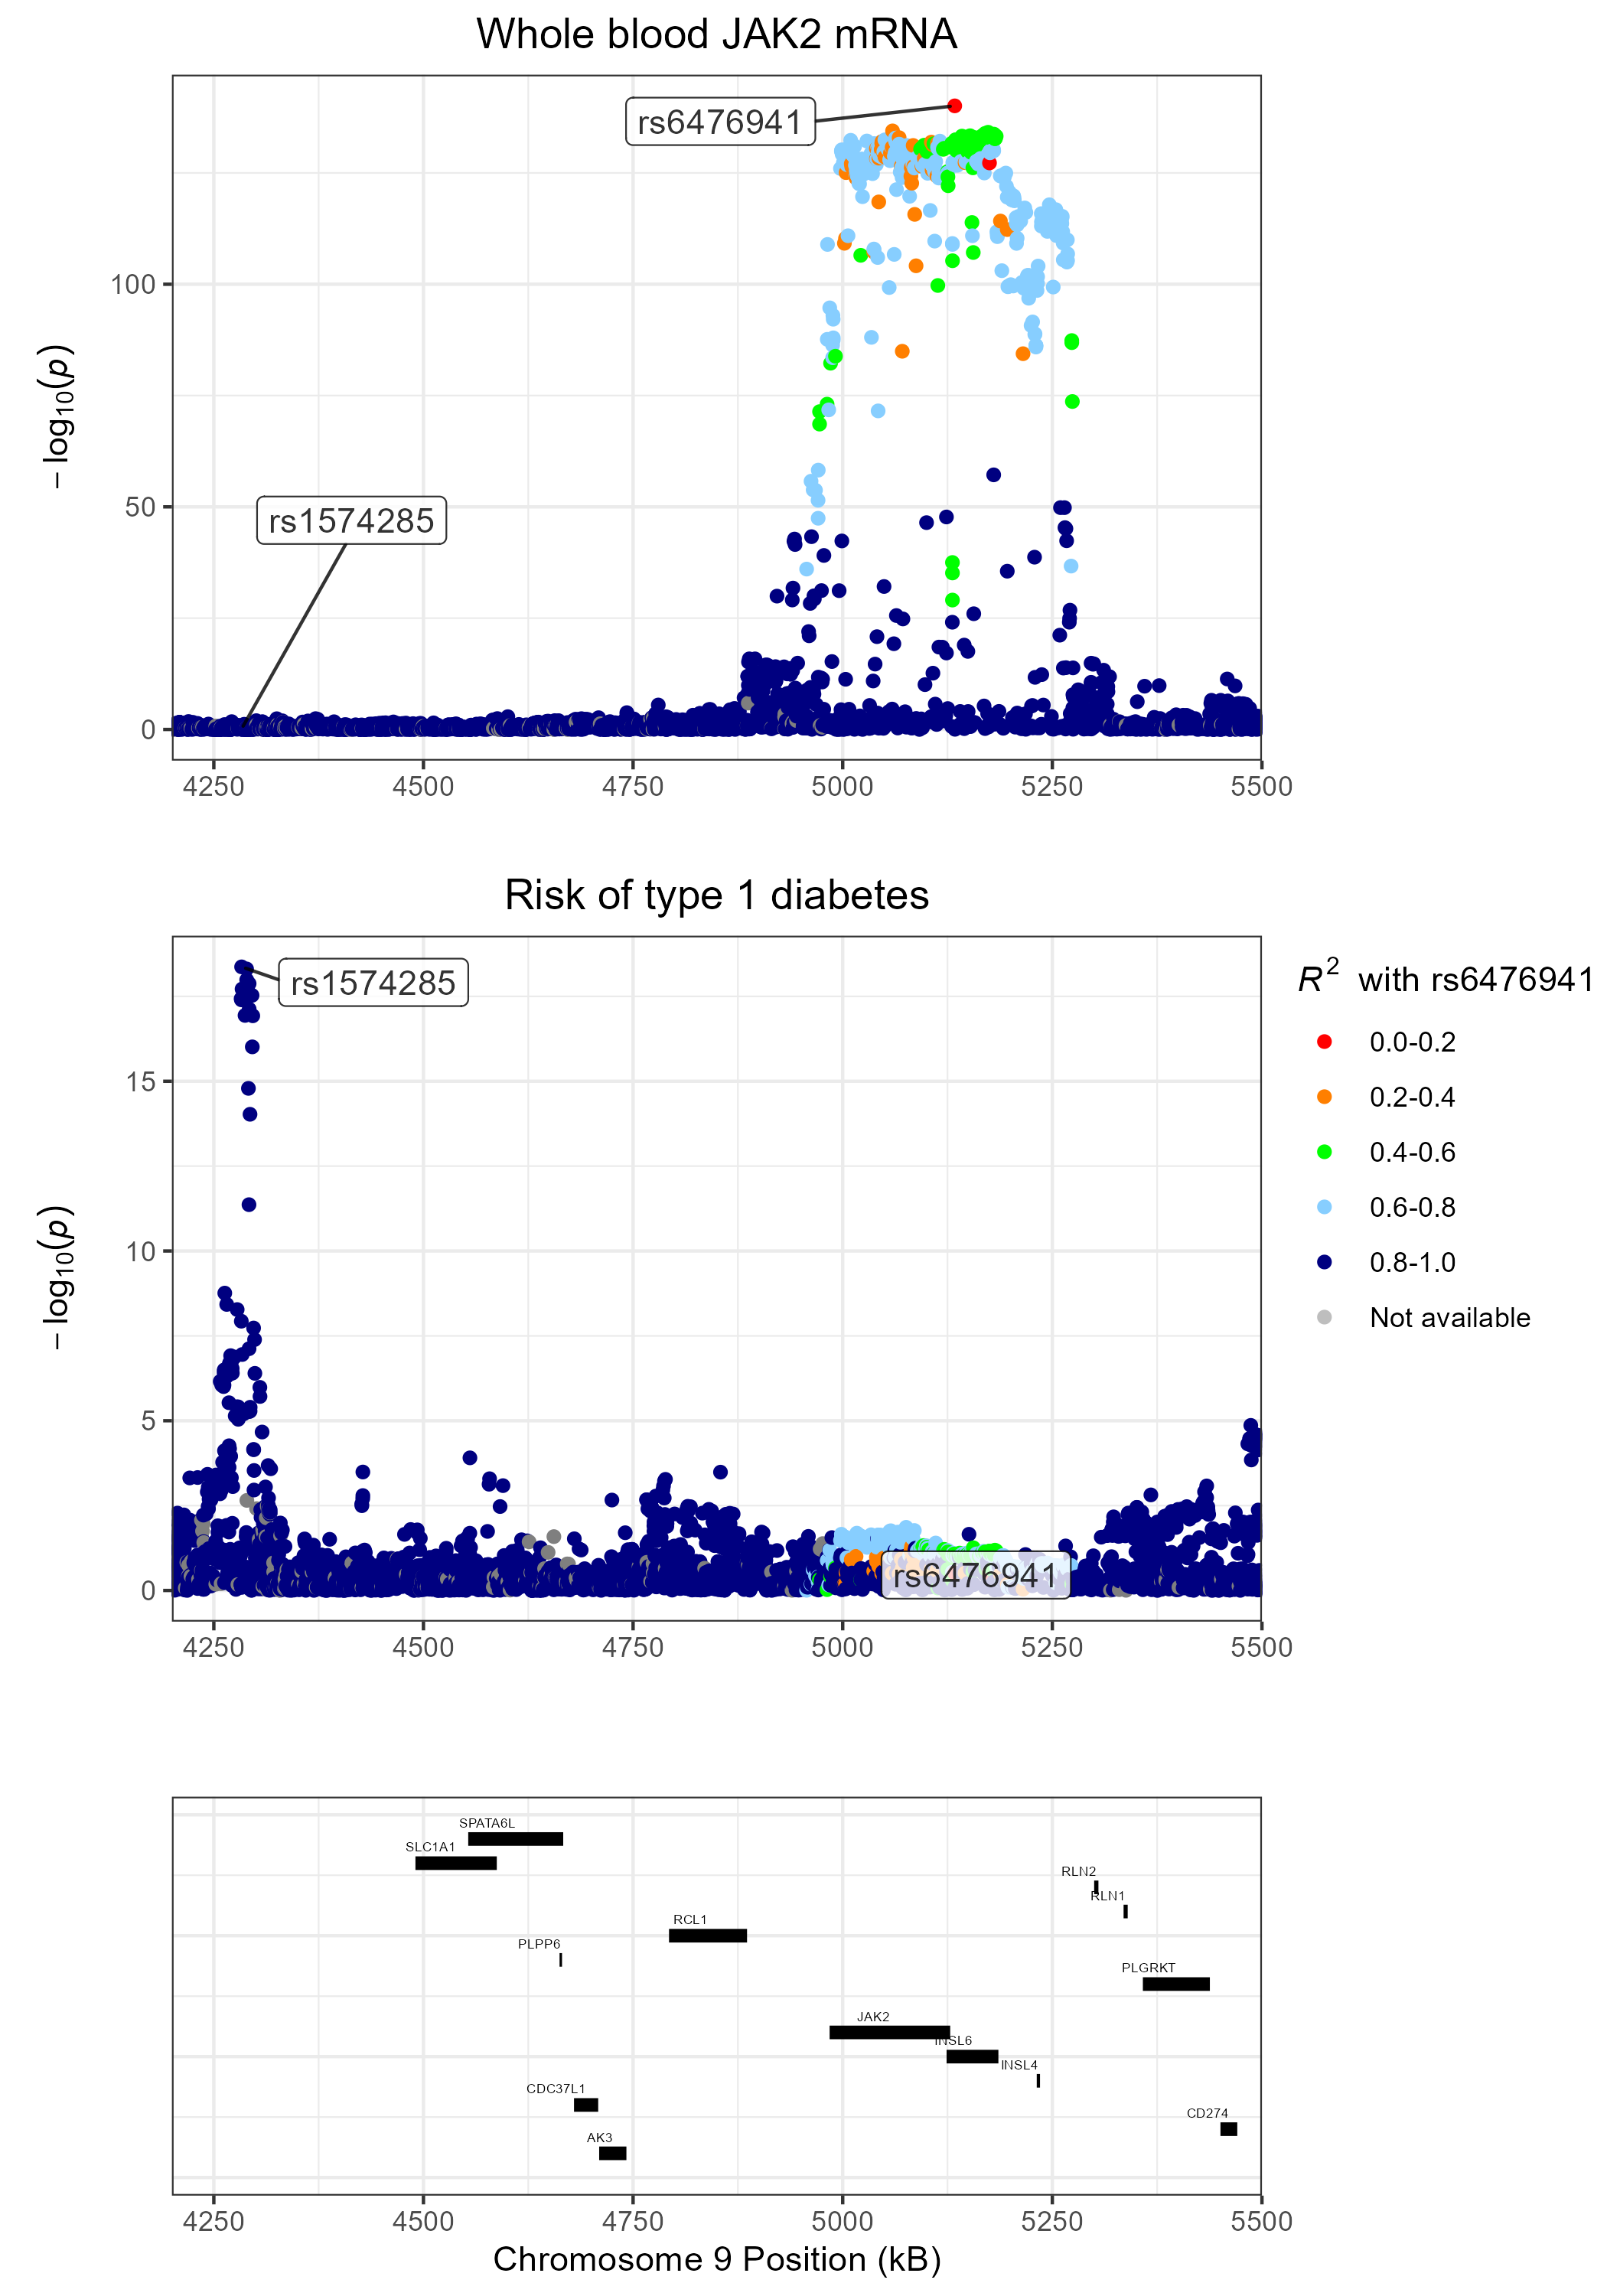 Whole blood JAK2 mRNA
rs6476941
100
− log10(p)
50
rs1574285
0
4250 4500 4750 5000 5250 5500
Risk of type 1 diabetes
rs1574285
R2 with rs6476941
0.0-0.2
15
0.2-0.4
0.4-0.6
− log10(p)
0.6-0.8
10
0.8-1.0
Not available
5
rs6476941
0
4250 4500 4750 5000 5250 5500
SPATA6L
SLC1A1
RLN2
RLN1
RCL1
PLPP6
PLGRKT
JAK2
INSL6
INSL4
CDC37L1
CD274
AK3
4250 4500 4750 5000 5250 5500
Chromosome 9 Position (kB)